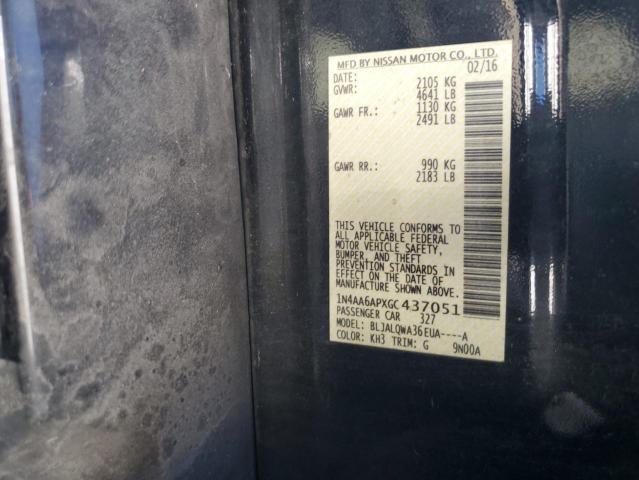 MFD BY NISSAN MOTOR CO., LTD.
DATE: 02/16
GVWR: 2105 KG
4641 LB
GAWR FR.: 1130 KG
2491 LB
GAWR RR.: 990 KG
2183 LB
THIS VEHICLE CONFORMS TO
ALL APPLICABLE FEDERAL
MOTOR VEHICLE SAFETY,
BUMPER, AND THEFT
PREVENTION STANDARDS IN
EFFECT ON THE DATE OF
MANUFACTURE SHOWN ABOVE.
1N4AA6APXGC437051
PASSENGER CAR 327
MODEL: BLJALQWA36EUA----A
COLOR: KH3 TRIM: G 9N00A